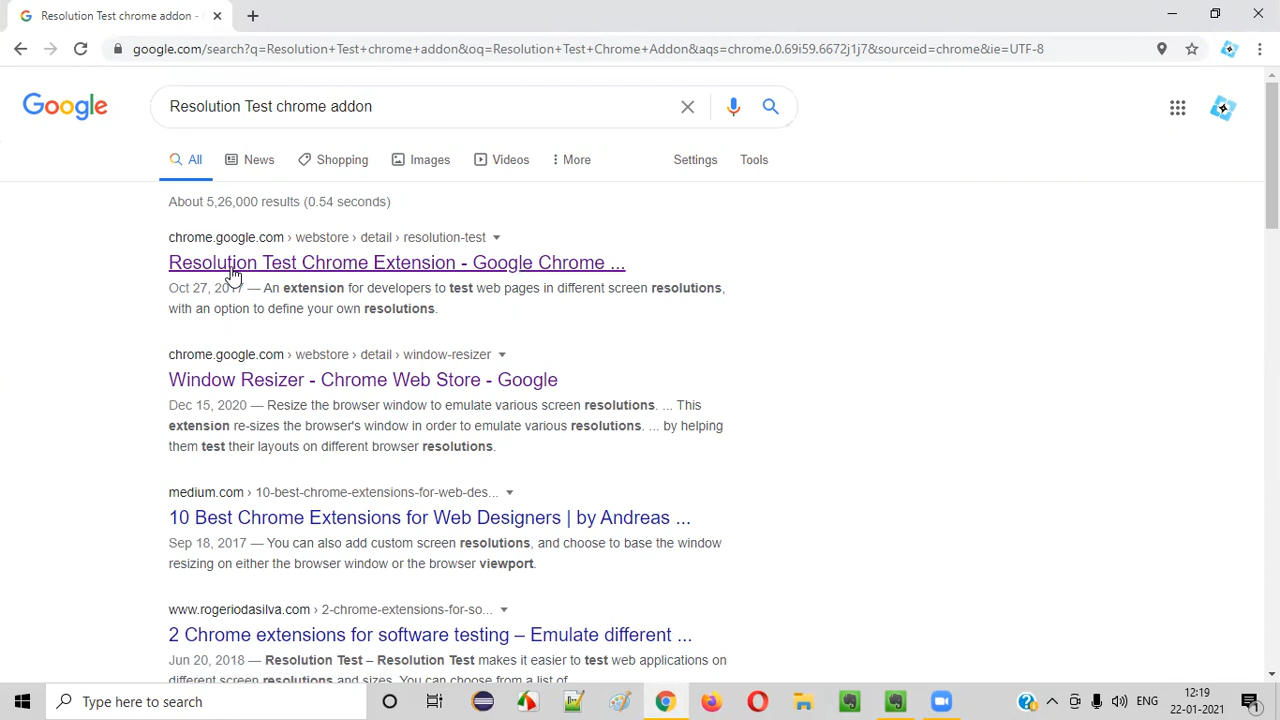 Resolution Test chrome addon -
google.com/search?q=Resolution+Test+chrome+addon&oq=Resolution+Test+Chrome+Addon&aqs=chrome.0.69i59.6672j1j7&sourceid=chrome&ie=UTF-8
Google
Resolution Test chrome addon
All News Shopping Images Videos More Settings Tools
About 5,26,000 results (0.54 seconds)
chrome.google.com › webstore › detail › resolution-test
Resolution Test Chrome Extension - Google Chrome ...
Oct 27, — An extension for developers to test web pages in different screen resolutions,
with an option to define your own resolutions.
chrome.google.com › webstore › detail › window-resizer
Window Resizer - Chrome Web Store - Google
Dec 15, 2020 — Resize the browser window to emulate various screen resolutions. ... This
extension re-sizes the browser's window in order to emulate various resolutions. ... by helping
them test their layouts on different browser resolutions.
medium.com › 10-best-chrome-extensions-for-web-des...
10 Best Chrome Extensions for Web Designers | by Andreas ...
Sep 18, 2017 — You can also add custom screen resolutions, and choose to base the window
resizing on either the browser window or the browser viewport.
www.rogeriodasilva.com › 2-chrome-extensions-for-so...
2 Chrome extensions for software testing – Emulate different ...
Jun 20, 2018 — Resolution Test – Resolution Test makes it easier to test web applications on
different screen resolutions and sizes. You can choose from a list of
Type here to search
ENG
12:19
22-01-2021